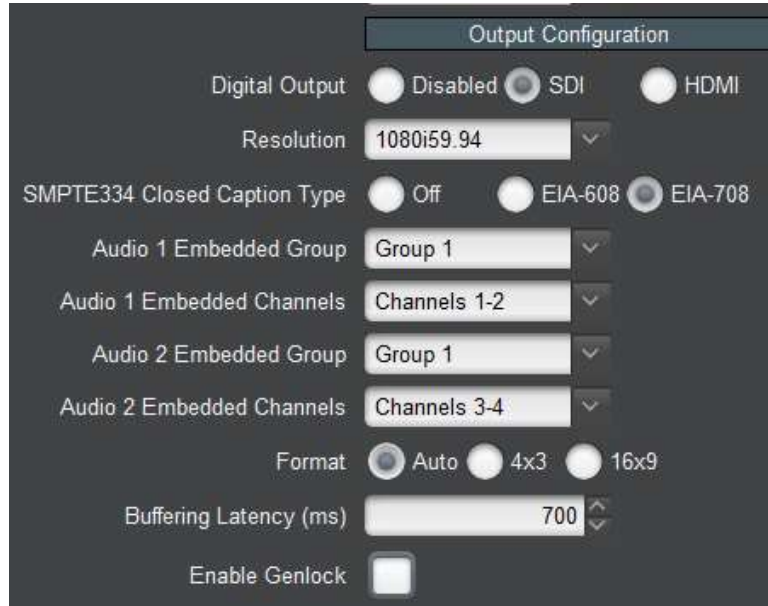 Output Configuration
Digital Output Disabled SDI HDMI
Resolution 1080i59.94
SMPTE334 Closed Caption Type Off EIA-608 EIA-708
Audio 1 Embedded Group Group 1
Audio 1 Embedded Channels Channels 1-2
Audio 2 Embedded Group Group 1
Audio 2 Embedded Channels Channels 3-4
Format Auto 4x3 16x9
Buffering Latency (ms) 700
Enable Genlock